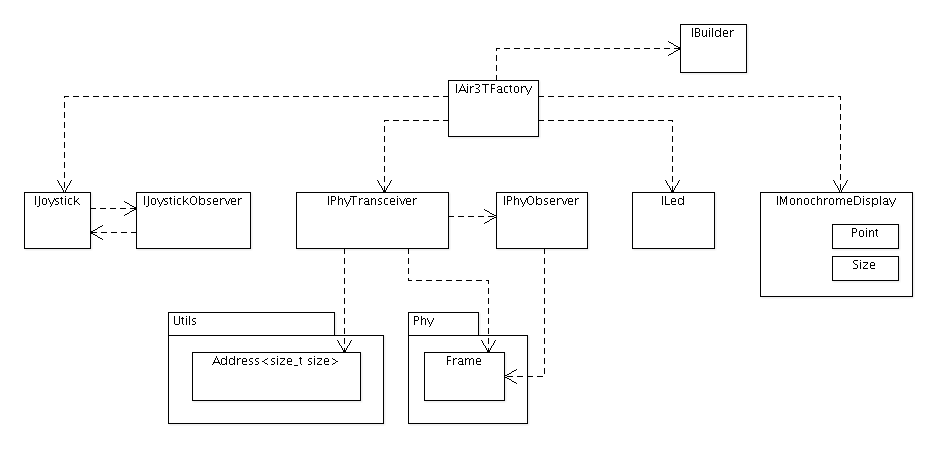 IBuilder
IAir3TFactory
IJoystick
IJoystickObserver
IPhyTransceiver
IPhyObserver
ILed
IMonochromeDisplay
Point
Size
Utils
Phy
Address<size_t size>
Frame